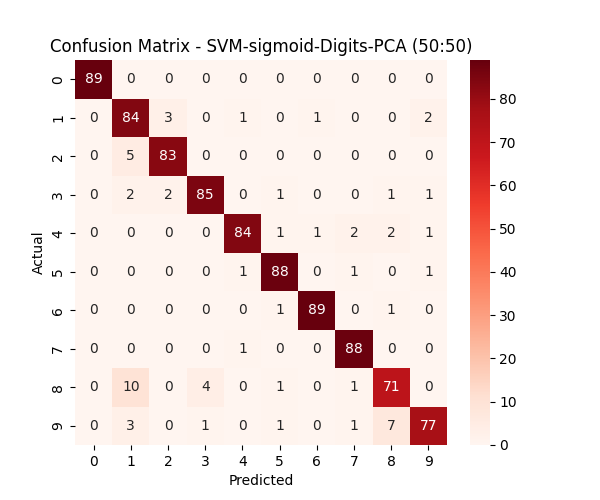 Confusion Matrix - SVM-sigmoid-Digits-PCA (50:50)
0 89 0 0 0 0 0 0 0 0 0
1 0 84 3 0 1 0 1 0 0 2
2 0 5 83 0 0 0 0 0 0 0
3 0 2 2 85 0 1 0 0 1 1
4 0 0 0 0 84 1 1 2 2 1
5 0 0 0 0 1 88 0 1 0 1
6 0 0 0 0 0 1 89 0 1 0
7 0 0 0 0 1 0 0 88 0 0
8 0 10 0 4 0 1 0 1 71 0
9 0 3 0 1 0 1 0 1 7 77
0 1 2 3 4 5 6 7 8 9
Predicted
Actual
80
70
60
50
40
30
20
10
0